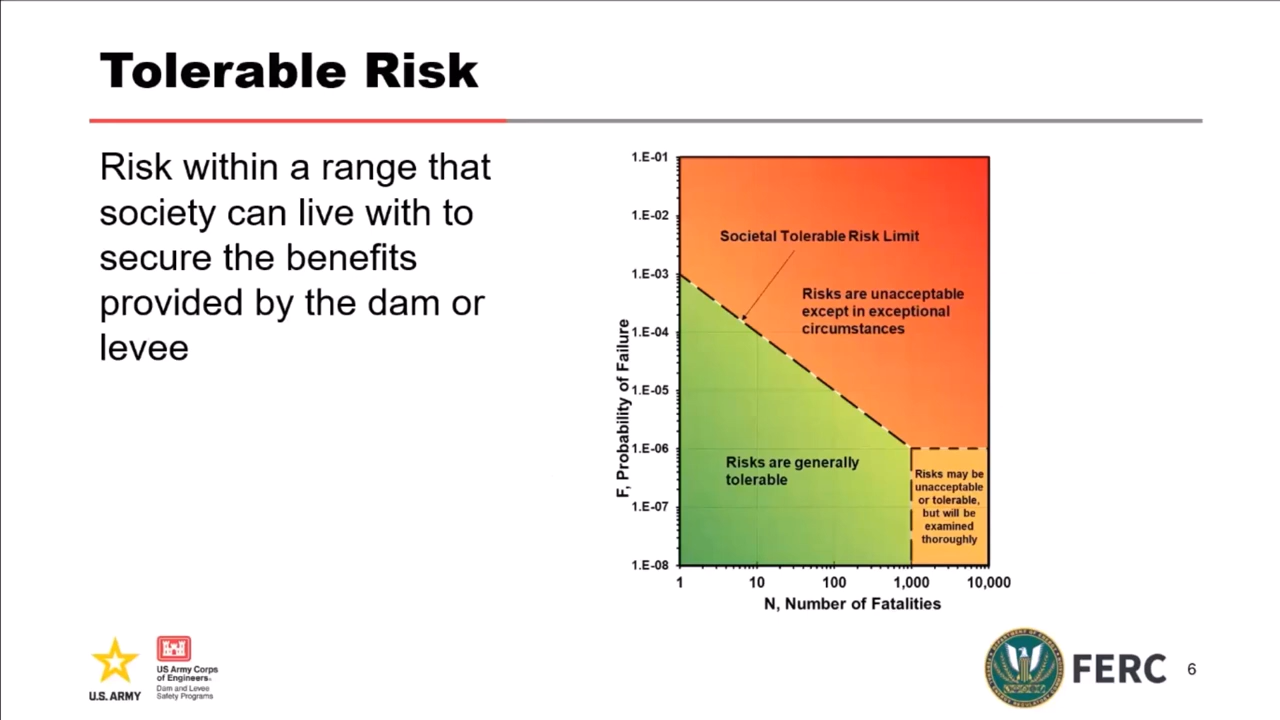 Tolerable Risk
Risk within a range that
society can live with to
secure the benefits
provided by the dam or
levee
1.E-01
1.E-02
1.E-03
1.E-04
1.E-05
1.E-06
1.E-07
1.E-08
F, Probability of Failure
Societal Tolerable Risk Limit
Risks are unacceptable
except in exceptional
circumstances
Risks are generally
tolerable
Risks may be
unacceptable
or tolerable,
but will be
examined
thoroughly
1 10 100 1,000 10,000
N, Number of Fatalities
U.S. ARMY
US Army Corps
of Engineers.
Dam and Levee
Safety Programs
FERC
6